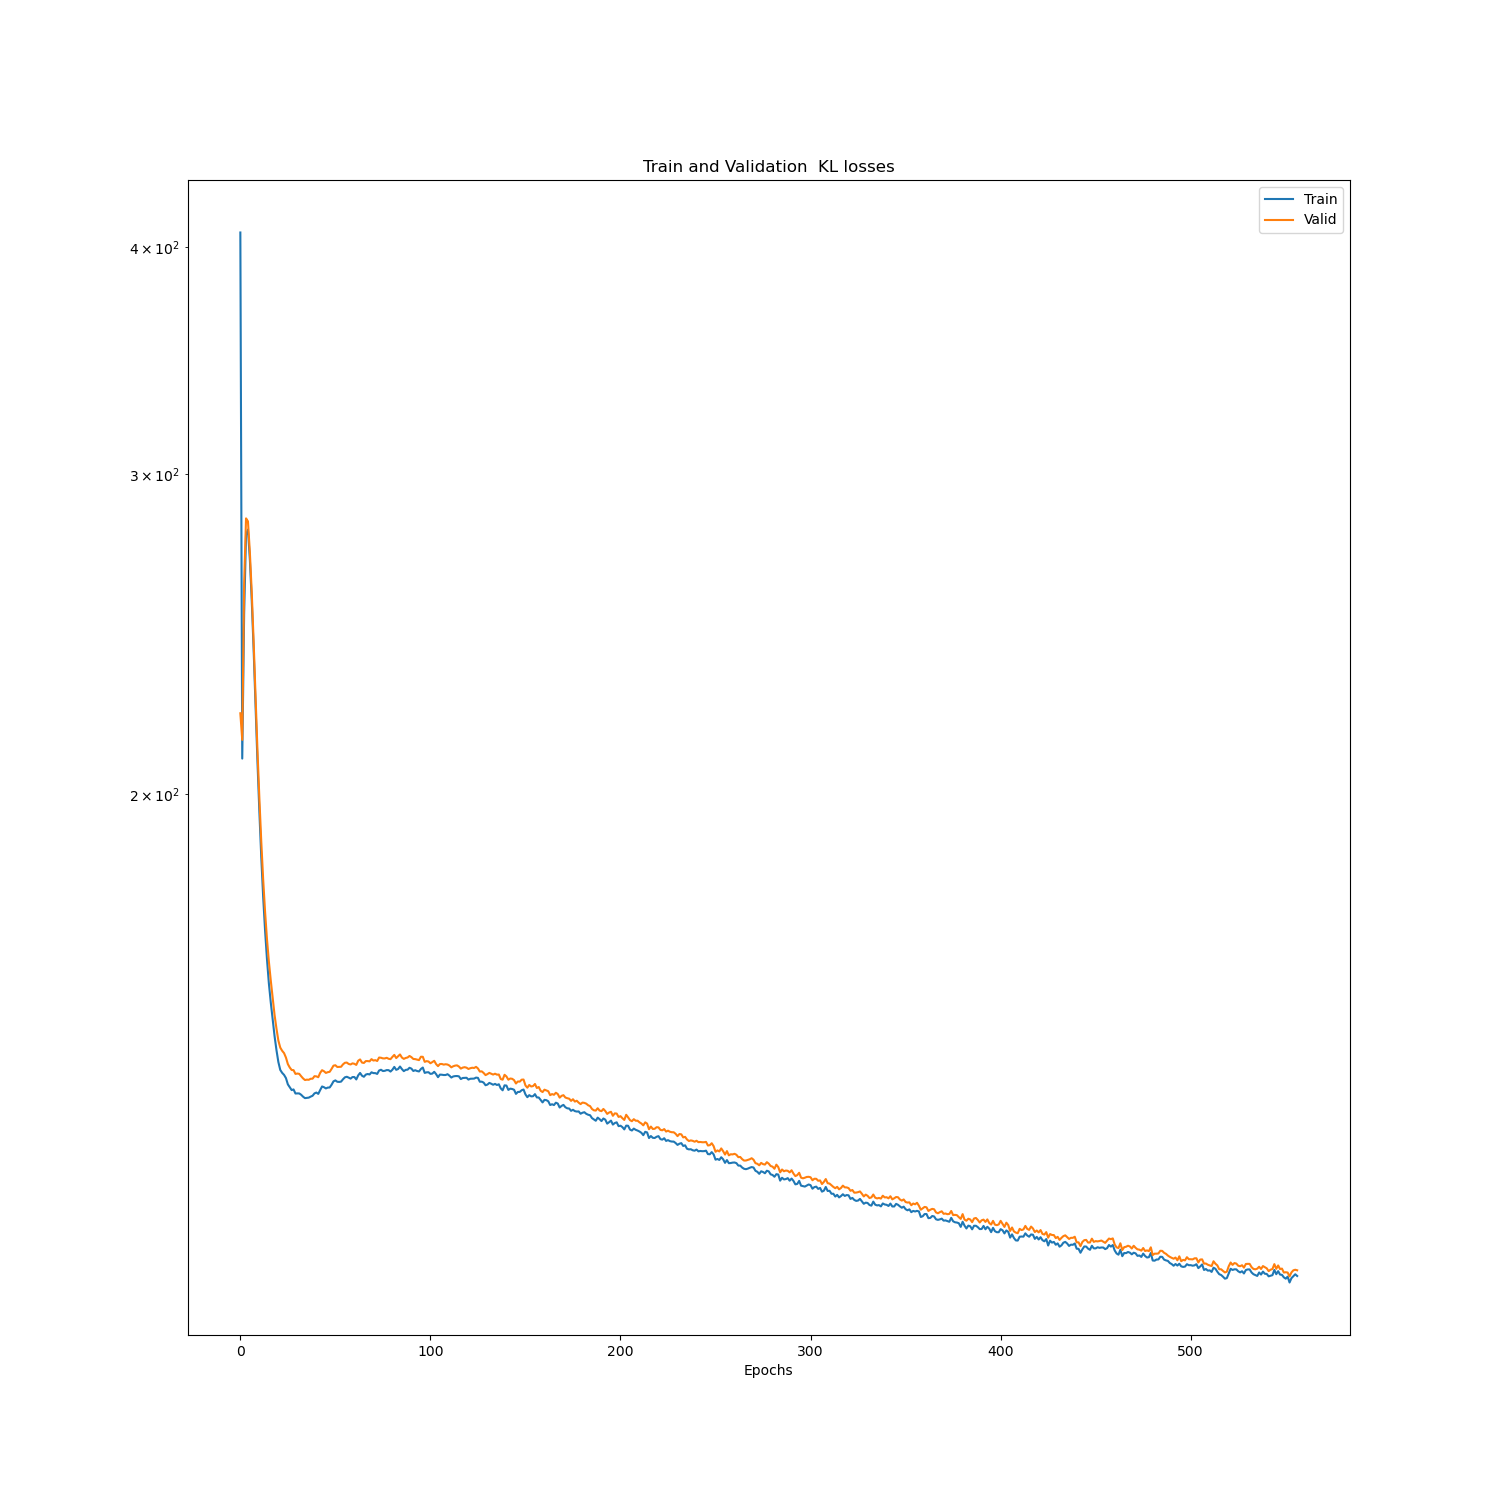 Train and Validation  KL losses
Train
Valid
4 × 10²
3 × 10²
2 × 10²
0 100 200 300 400 500
Epochs